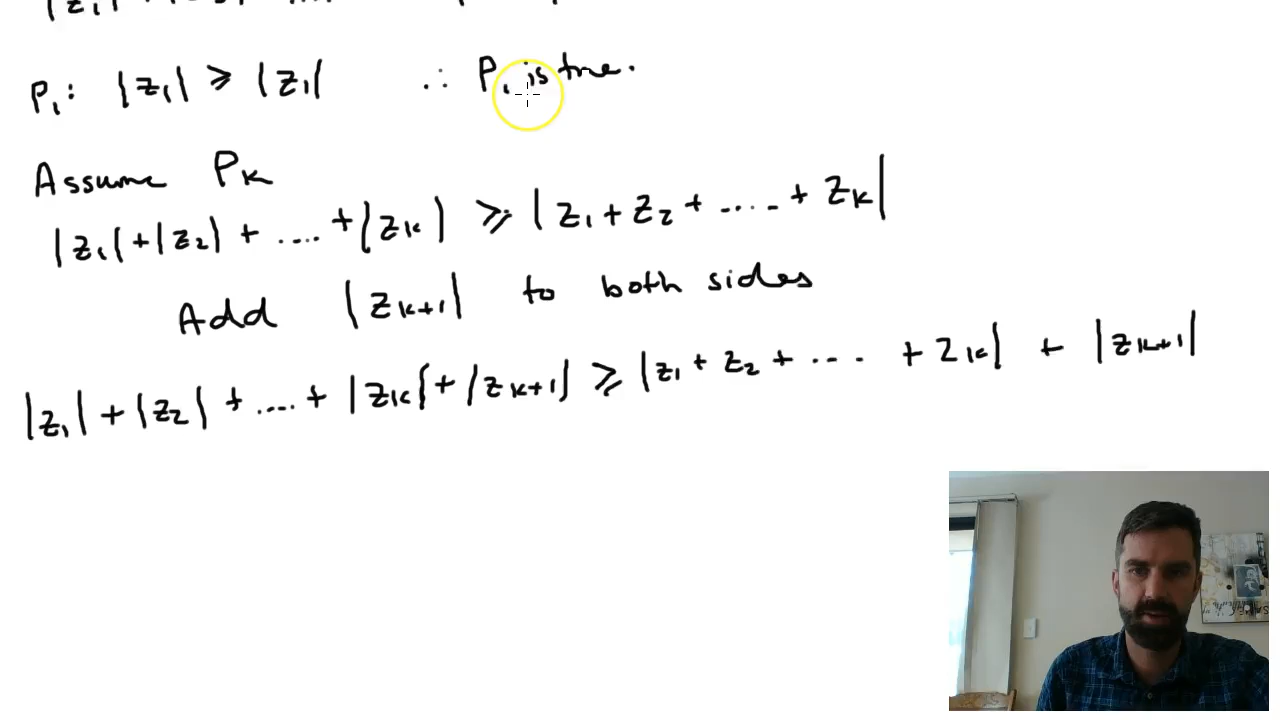 P₁: |z₁| ≥ |z₁| ∴ P₁ is true.
Assume Pₖ
|z₁| + |z₂| + .... + |zₖ| ≥ |z₁ + z₂ + ..... + zₖ|
Add |zₖ₊₁| to both sides
|z₁| + |z₂| + .... + |zₖ| + |zₖ₊₁| ≥ |z₁ + z₂ + .... + zₖ| + |zₖ₊₁|